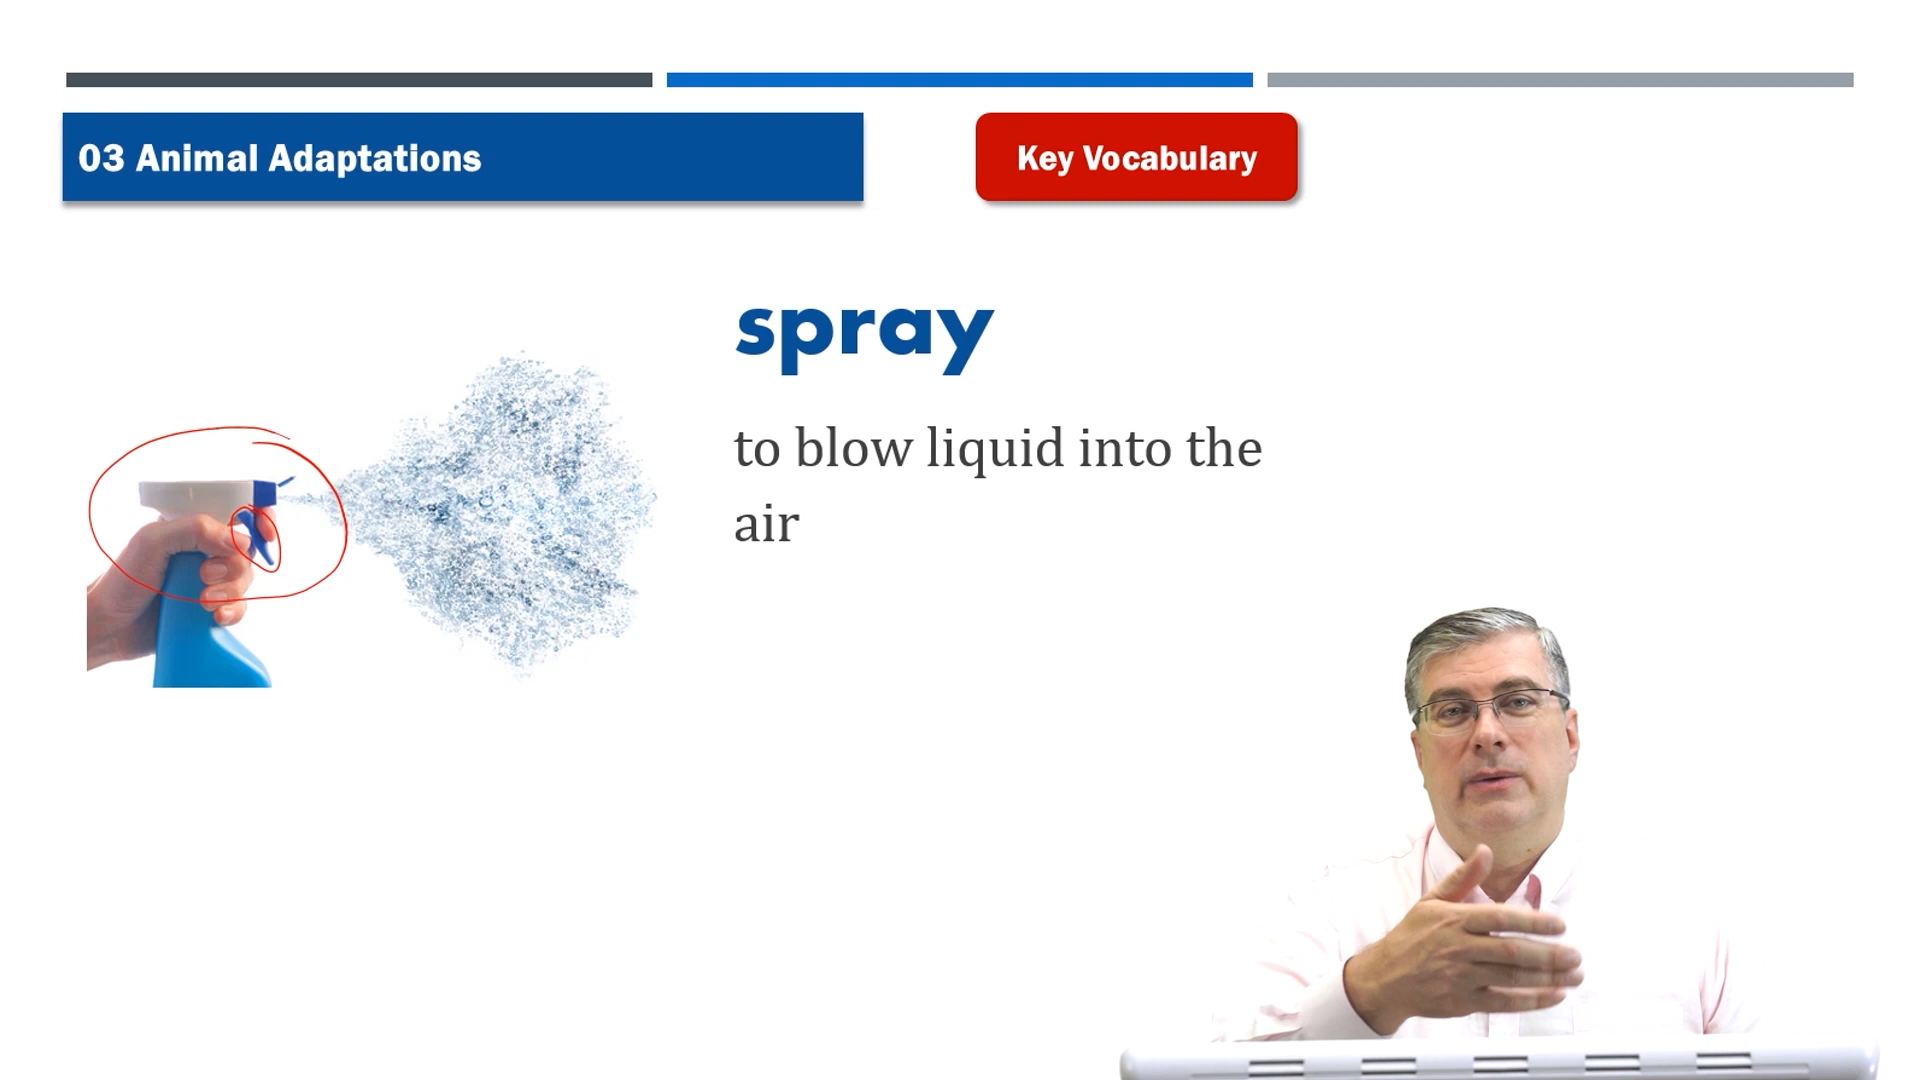 03 Animal Adaptations
Key Vocabulary
spray
to blow liquid into the
air